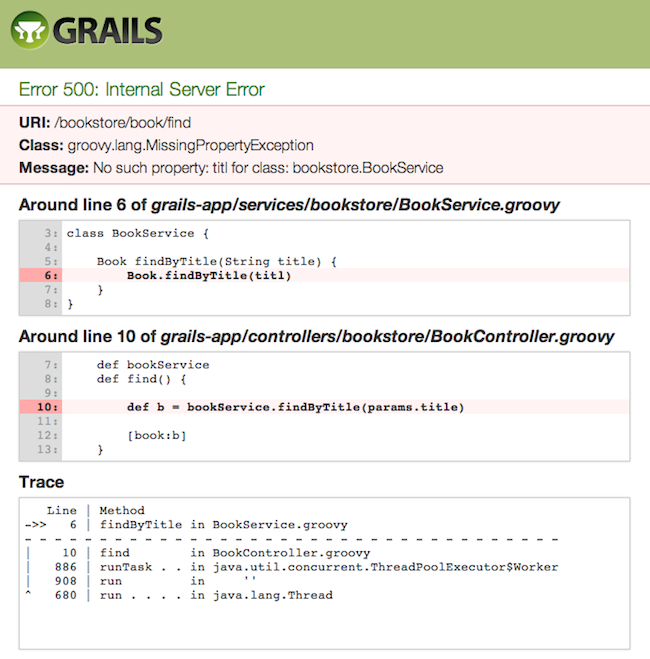 GRAILS
Error 500: Internal Server Error
URI: /bookstore/book/find
Class: groovy.lang.MissingPropertyException
Message: No such property: titl for class: bookstore.BookService
Around line 6 of grails-app/services/bookstore/BookService.groovy
3: class BookService {
4:
5:     Book findByTitle(String title) {
6:         Book.findByTitle(titl)
7:     }
8: }
Around line 10 of grails-app/controllers/bookstore/BookController.groovy
7:     def bookService
8:     def find() {
9:
10:         def b = bookService.findByTitle(params.title)
11:
12:         [book:b]
13:     }
Trace
   Line | Method
->>   6 | findByTitle in BookService.groovy
- - - - - - - - - - - - - - - - - - - - - - - - - - - - - - - - - - - -
|    10 | find        in BookController.groovy
|   886 | runTask . . in java.util.concurrent.ThreadPoolExecutor$Worker
|   908 | run         in     ''
^   680 | run . . . . in java.lang.Thread